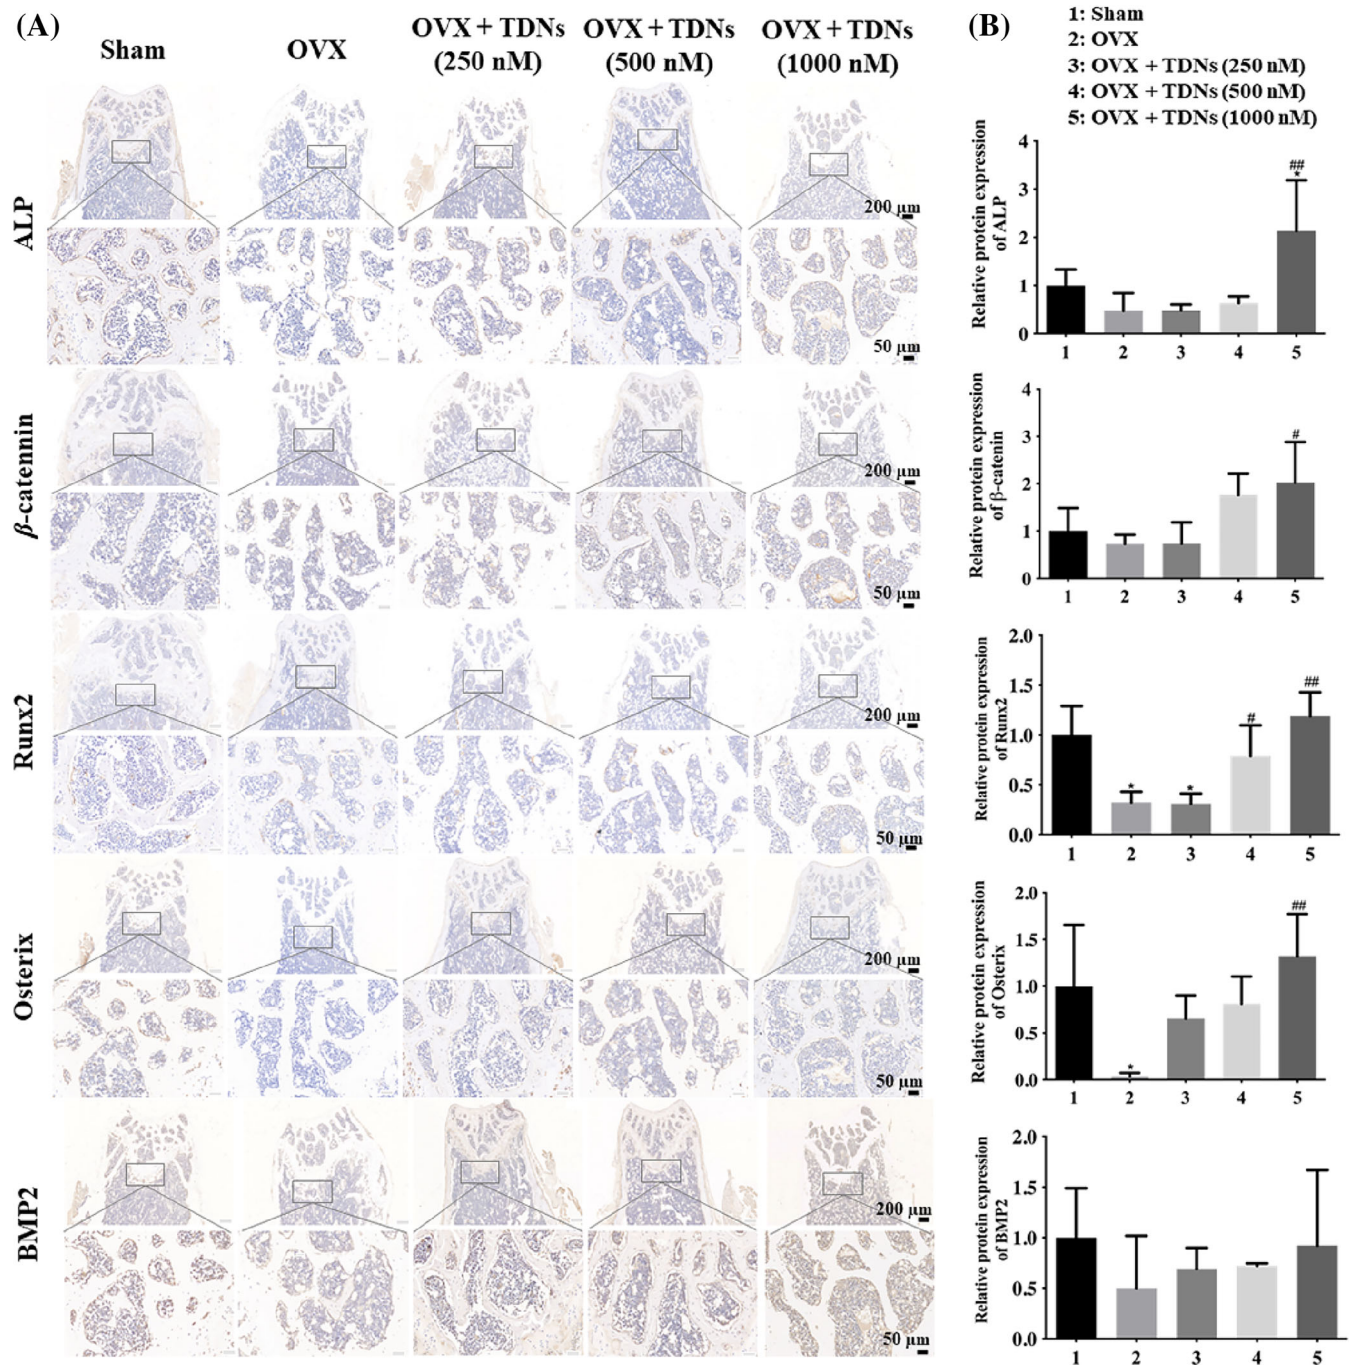 (A)
Sham
OVX
OVX + TDNs
(250 nM)
OVX + TDNs
(500 nM)
OVX + TDNs
(1000 nM)
ALP
200 µm
50 µm
β-catennin
200 µm
50 µm
Runx2
200 µm
50 µm
Osterix
200 µm
50 µm
BMP2
200 µm
50 µm
(B)
1: Sham
2: OVX
3: OVX + TDNs (250 nM)
4: OVX + TDNs (500 nM)
5: OVX + TDNs (1000 nM)
Relative protein expression
of ALP
4
3
2
1
0
##
*
1 2 3 4 5
Relative protein expression
of β-catenin
4
3
2
1
0
#
1 2 3 4 5
Relative protein expression
of Runx2
2.0
1.5
1.0
0.5
0.0
* * # ##
1 2 3 4 5
Relative protein expression
of Osterix
2.0
1.5
1.0
0.5
0.0
* ##
1 2 3 4 5
Relative protein expression
of BMP2
2.0
1.5
1.0
0.5
0.0
1 2 3 4 5